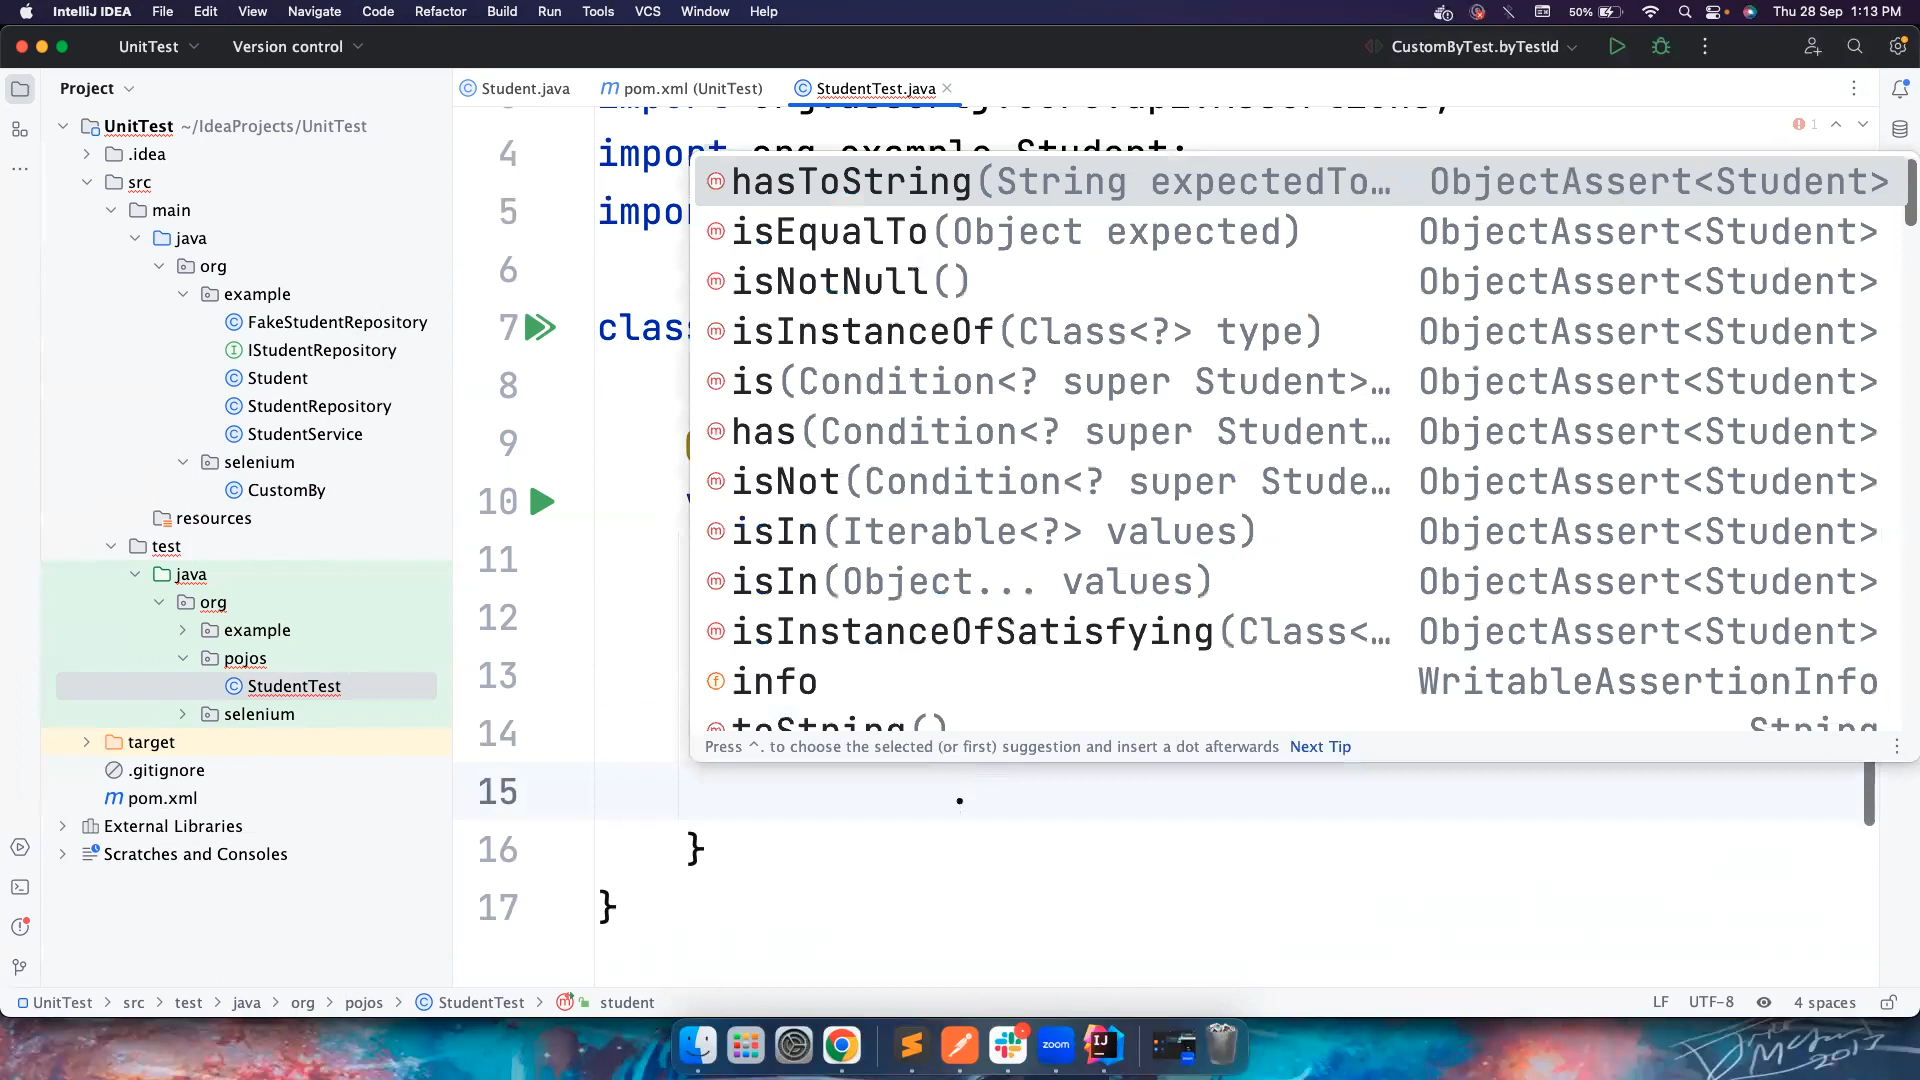 IntelliJ IDEA File Edit View Navigate Code Refactor Build Run Tools VCS Window Help 50% Thu 28 Sep 1:13 PM
UnitTest Version control CustomByTest.byTestId
Project Student.java m pom.xml (UnitTest) StudentTest.java
UnitTest ~/IdeaProjects/UnitTest
.idea
src
main
java
org
example
FakeStudentRepository
IStudentRepository
Student
StudentRepository
StudentService
selenium
CustomBy
resources
test
java
org
example
pojos
StudentTest
selenium
target
.gitignore
m pom.xml
External Libraries
Scratches and Consoles
1
4 import org.example.Student;
5 impor
6
7 class
8
9
10
11
12
13
14
15 .
16 }
17 }
hasToString(String expectedTo… ObjectAssert<Student>
isEqualTo(Object expected) ObjectAssert<Student>
isNotNull() ObjectAssert<Student>
isInstanceOf(Class<?> type) ObjectAssert<Student>
is(Condition<? super Student>… ObjectAssert<Student>
has(Condition<? super Student… ObjectAssert<Student>
isNot(Condition<? super Stude… ObjectAssert<Student>
isIn(Iterable<?> values) ObjectAssert<Student>
isIn(Object... values) ObjectAssert<Student>
isInstanceOfSatisfying(Class<… ObjectAssert<Student>
info WritableAssertionInfo
toString() String
Press ^. to choose the selected (or first) suggestion and insert a dot afterwards Next Tip
UnitTest > src > test > java > org > pojos > StudentTest > student LF UTF-8 4 spaces
zoom
IJ
2017